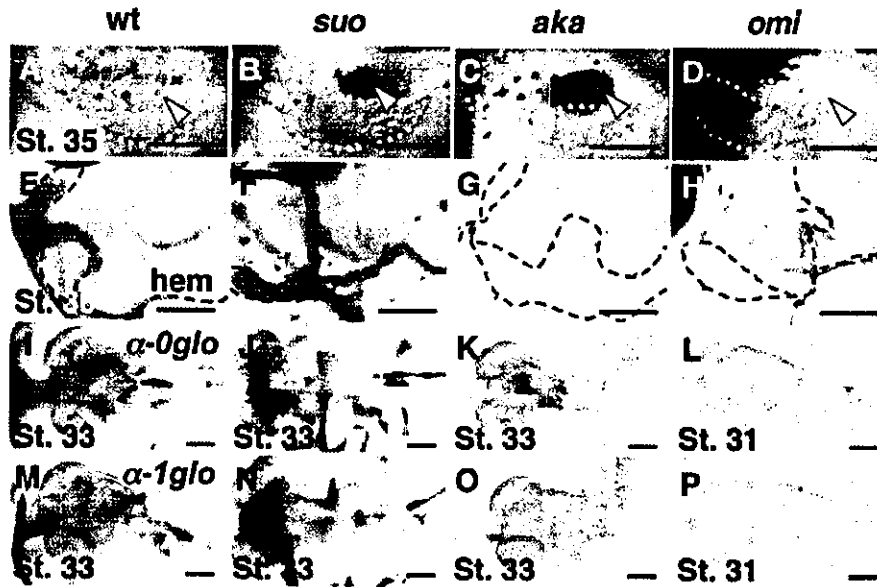 wt suo aka omi
A B C D
St. 35
E F G H
hem
St.
I α-0glo J K L
St. 33 St. 33 St. 33 St. 31
M α-1glo N O P
St. 33 St. 33 St. 31